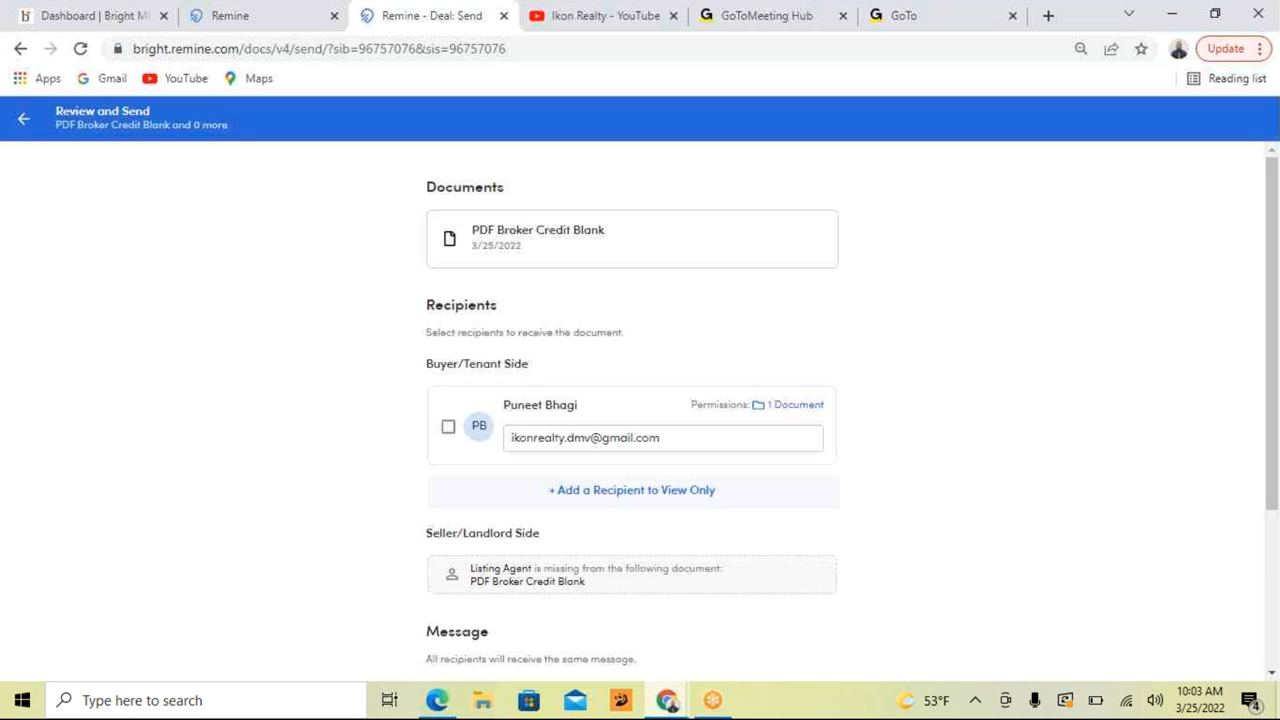 Dashboard | Bright M
Remine
Remine - Deal: Send
Ikon Realty - YouTube
GoToMeeting Hub
GoTo
bright.remine.com/docs/v4/send/?sib=96757076&sis=96757076
Update
Apps
Gmail
YouTube
Maps
Reading list
Review and Send
PDF Broker Credit Blank and 0 more
Documents
PDF Broker Credit Blank
3/25/2022
Recipients
Select recipients to receive the document.
Buyer/Tenant Side
PB
Puneet Bhagi
Permissions: 1 Document
ikonrealty.dmv@gmail.com
+ Add a Recipient to View Only
Seller/Landlord Side
Listing Agent is missing from the following document:
PDF Broker Credit Blank
Message
All recipients will receive the same message.
Type here to search
53°F
10:03 AM
3/25/2022
4